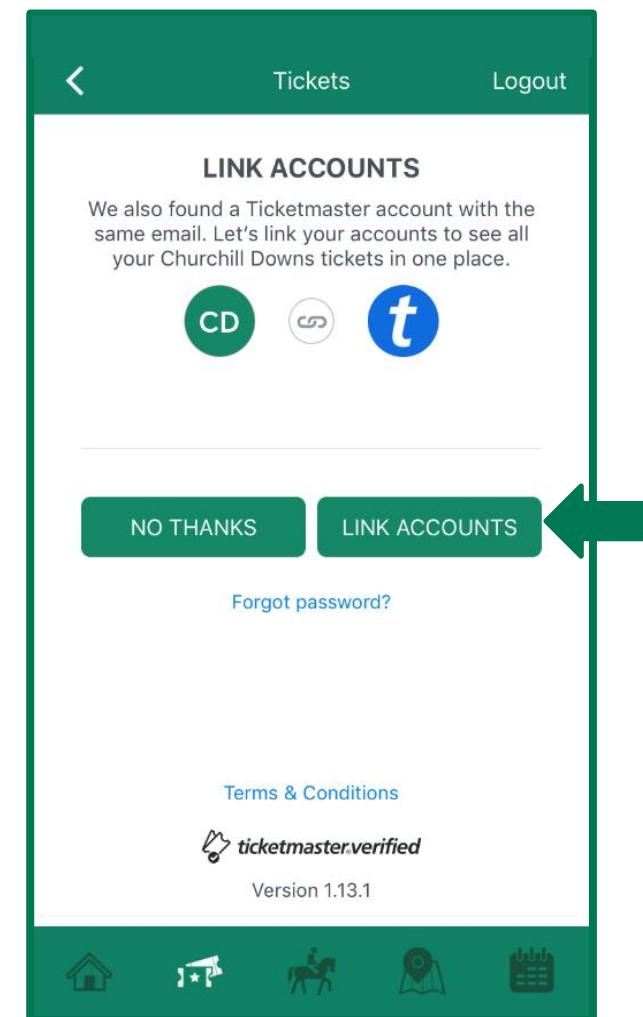 Tickets
Logout
LINK ACCOUNTS
We also found a Ticketmaster account with the
same email. Let's link your accounts to see all
your Churchill Downs tickets in one place.
CD
t
NO THANKS
LINK ACCOUNTS
Forgot password?
Terms & Conditions
ticketmaster®verified
Version 1.13.1